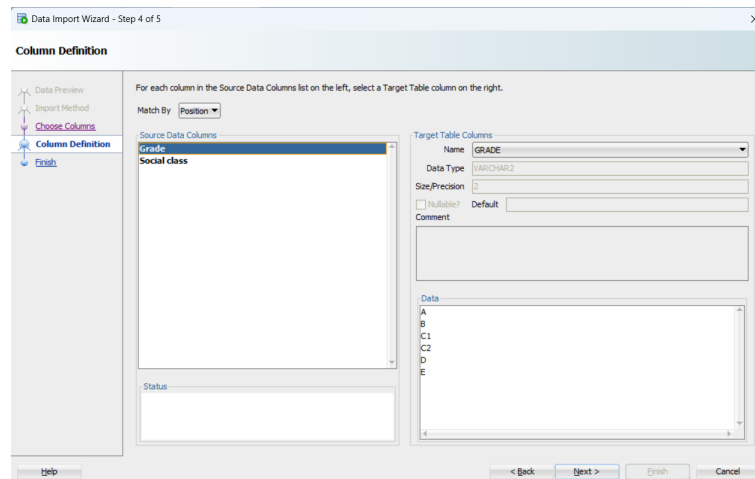 Data Import Wizard - Step 4 of 5
Column Definition
Data Preview
Import Method
Choose Columns
Column Definition
Finish
For each column in the Source Data Columns list on the left, select a Target Table column on the right.
Match By Position
Source Data Columns
Grade
Social class
Status
Target Table Columns
Name GRADE
Data Type VARCHAR2
Size/Precision 2
Nullable? Default
Comment
Data
A
B
C1
C2
D
E
Help
< Back Next > Finish Cancel